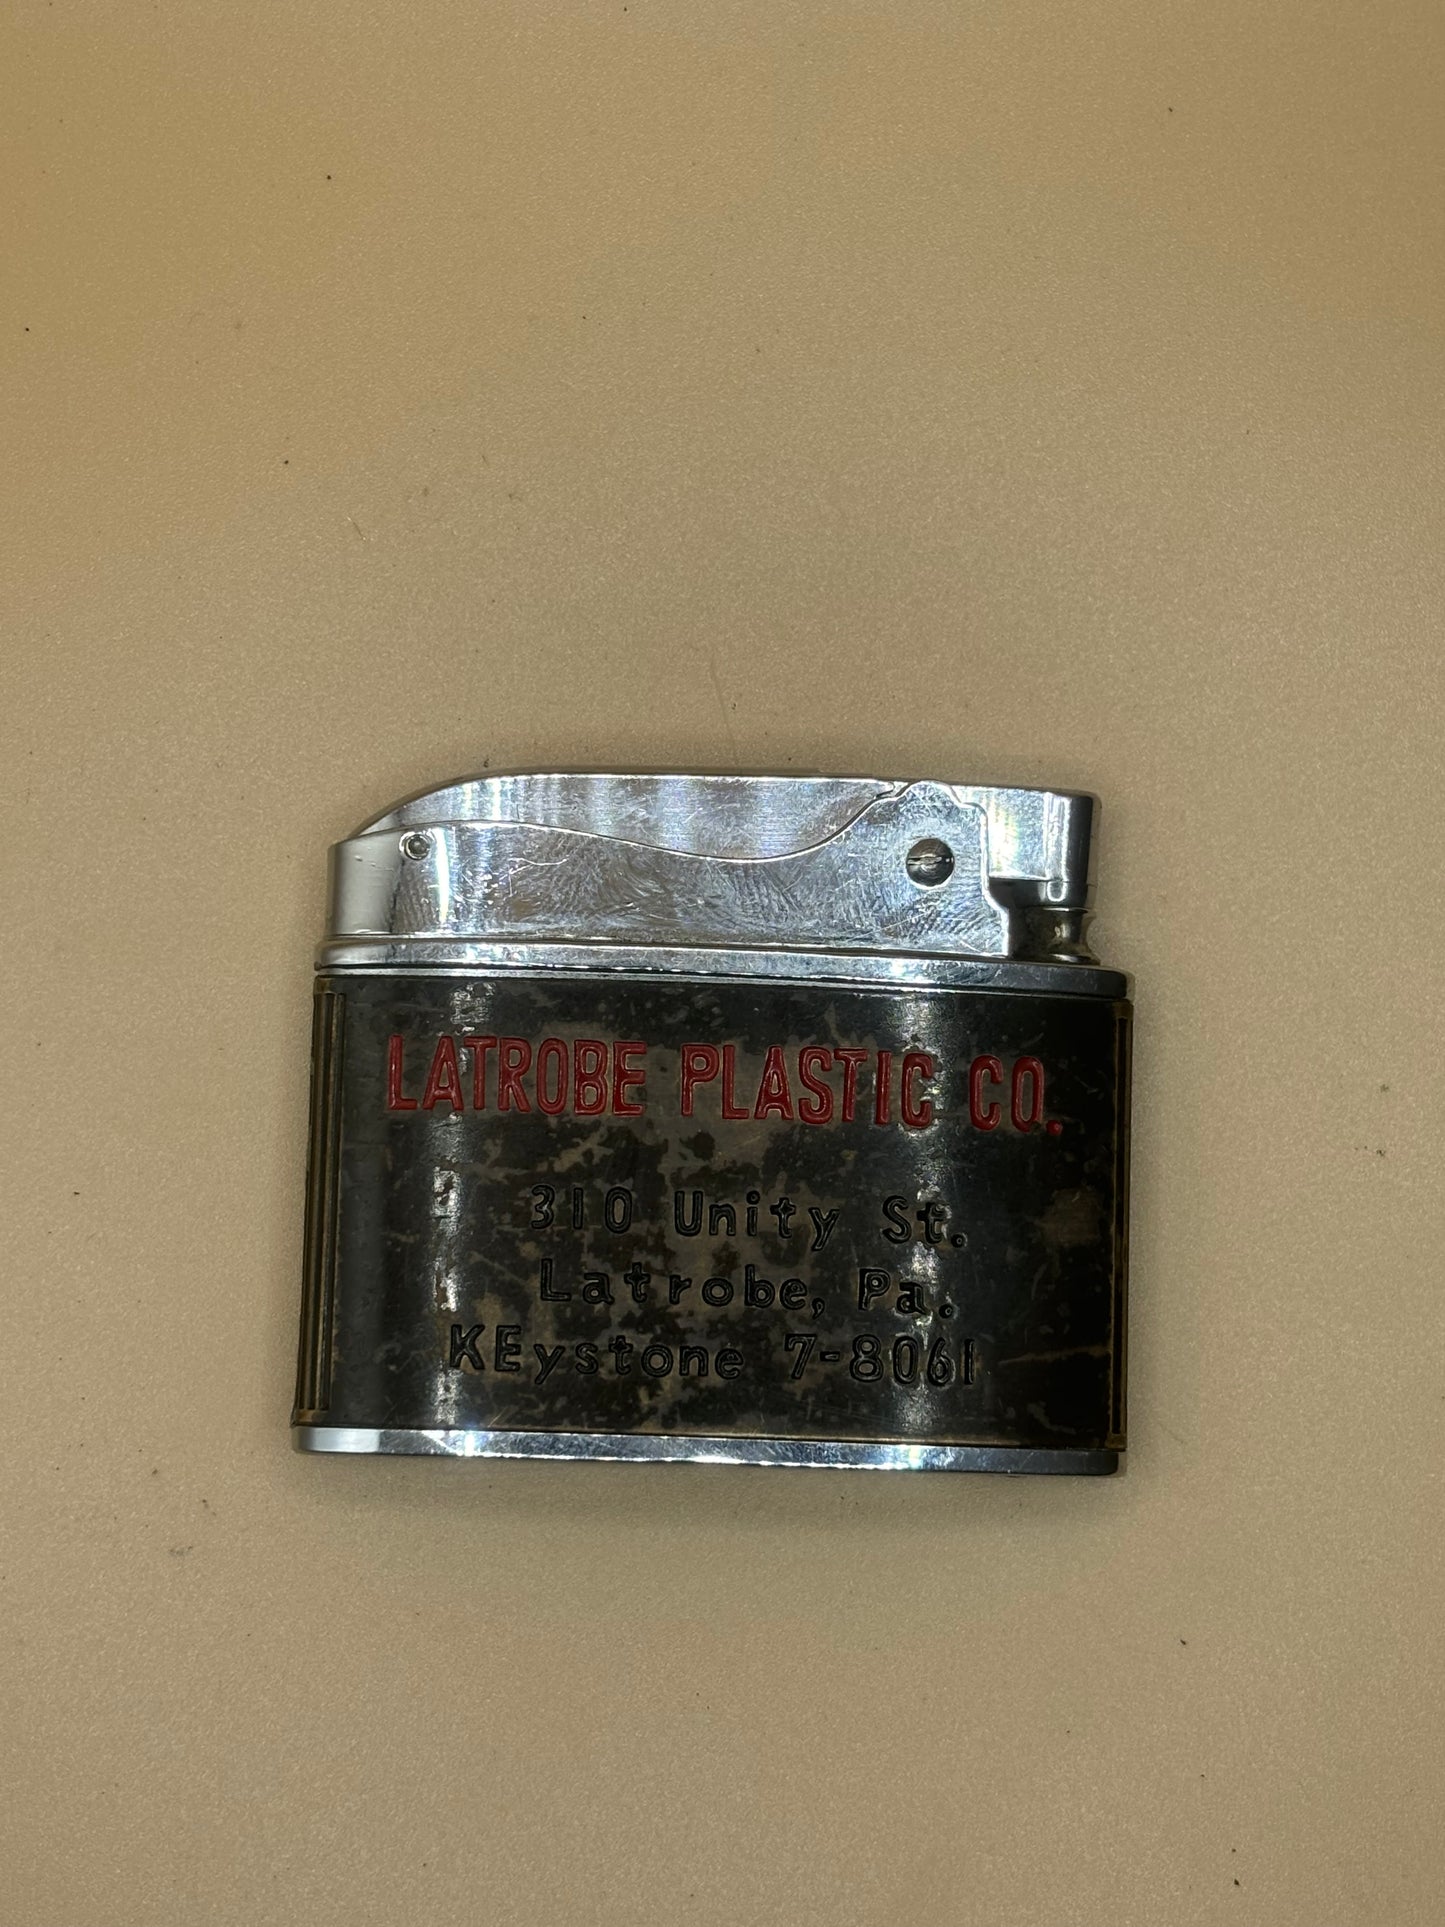 LATROBE PLASTIC CO.
310 Unity St.
Latrobe, Pa.
KEystone 7-8061